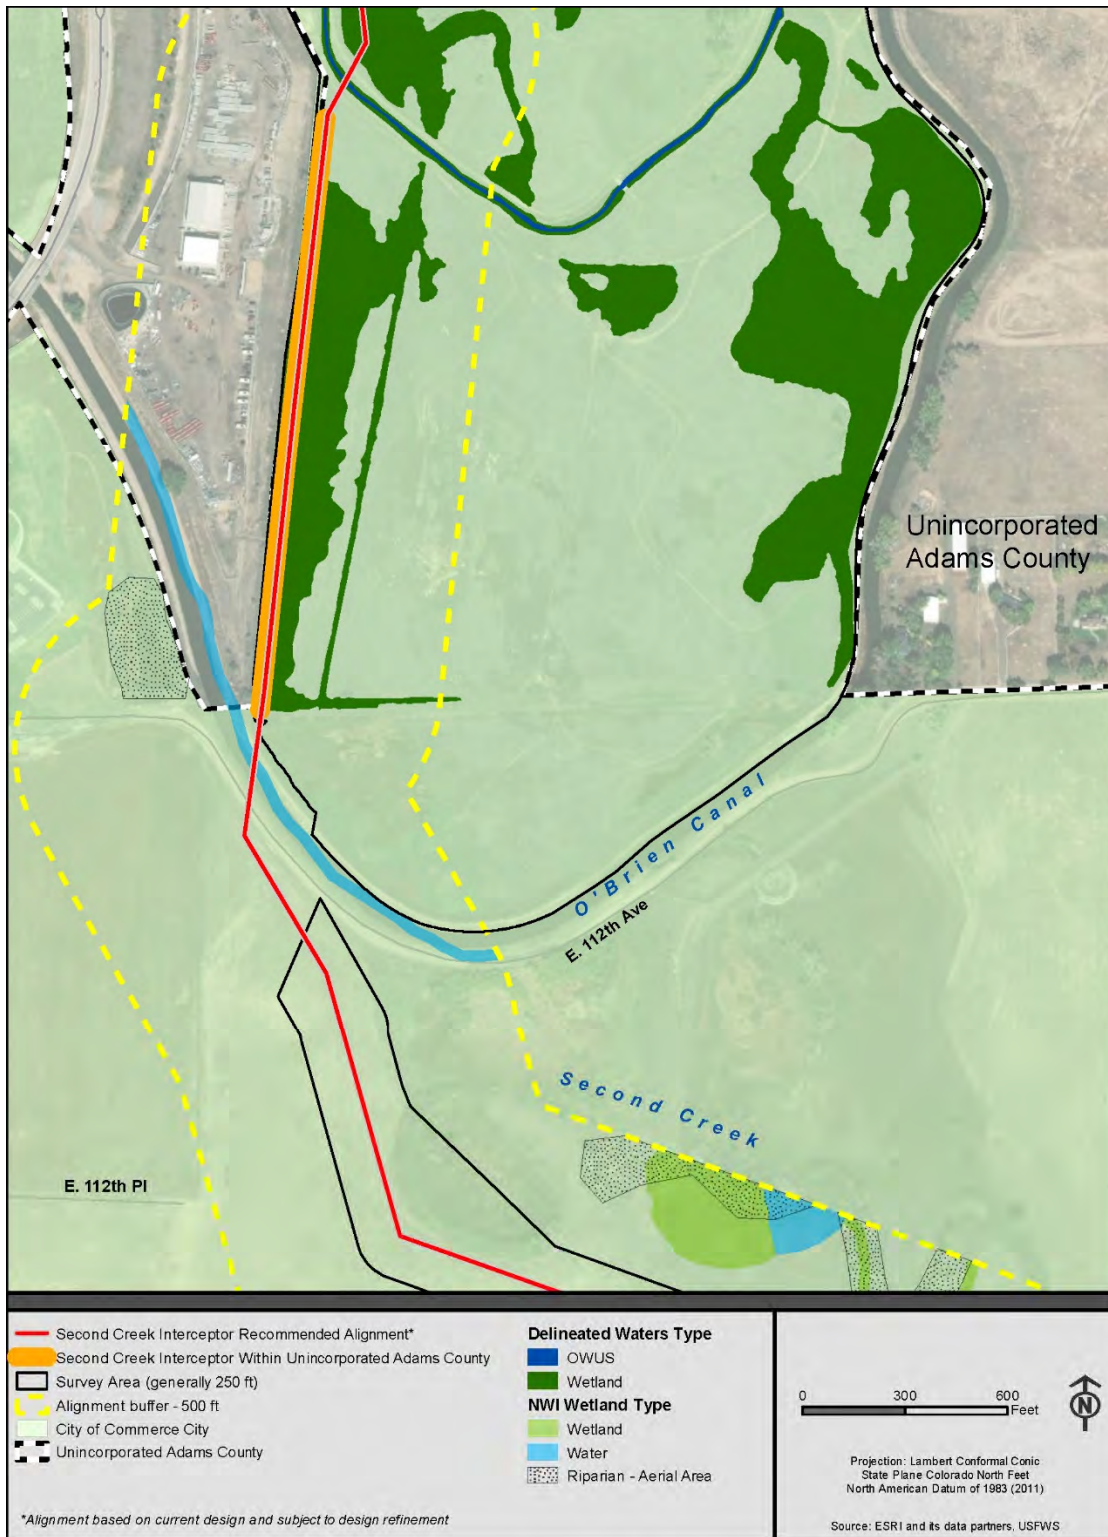 Unincorporated
Adams County
O'Brien Canal
E. 112th Ave
Second Creek
E. 112th Pl
Second Creek Interceptor Recommended Alignment*
Second Creek Interceptor Within Unincorporated Adams County
Survey Area (generally 250 ft)
Alignment buffer - 500 ft
City of Commerce City
Unincorporated Adams County
*Alignment based on current design and subject to design refinement
Delineated Waters Type
OWUS
Wetland
NWI Wetland Type
Wetland
Water
Riparian - Aerial Area
0 300 600
Feet
N
Projection: Lambert Conformal Conic
State Plane Colorado North Feet
North American Datum of 1983 (2011)
Source: ESRI and its data partners, USFWS